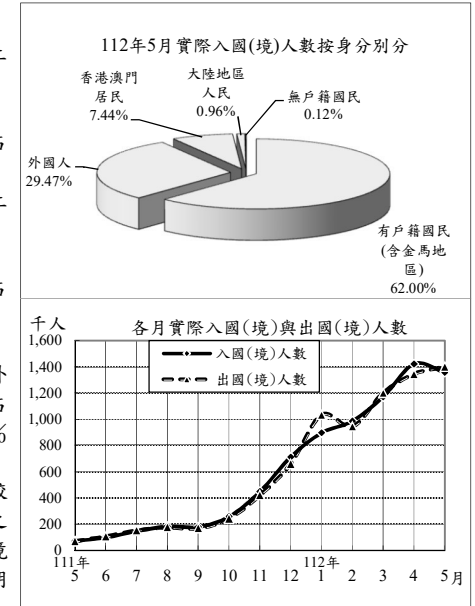 112年5月實際入國(境)人數按身分別分
香港澳門
居民
7.44%
大陸地區
人民
0.96%
無戶籍國民
0.12%
外國人
29.47%
有戶籍國民
(含金馬地
區)
62.00%
千人
各月實際入國(境)與出國(境)人數
入國(境)人數
出國(境)人數
1,600
1,400
1,200
1,000
800
600
400
200
0
111年 112年
5 6 7 8 9 10 11 12 1 2 3 4 5 月
%